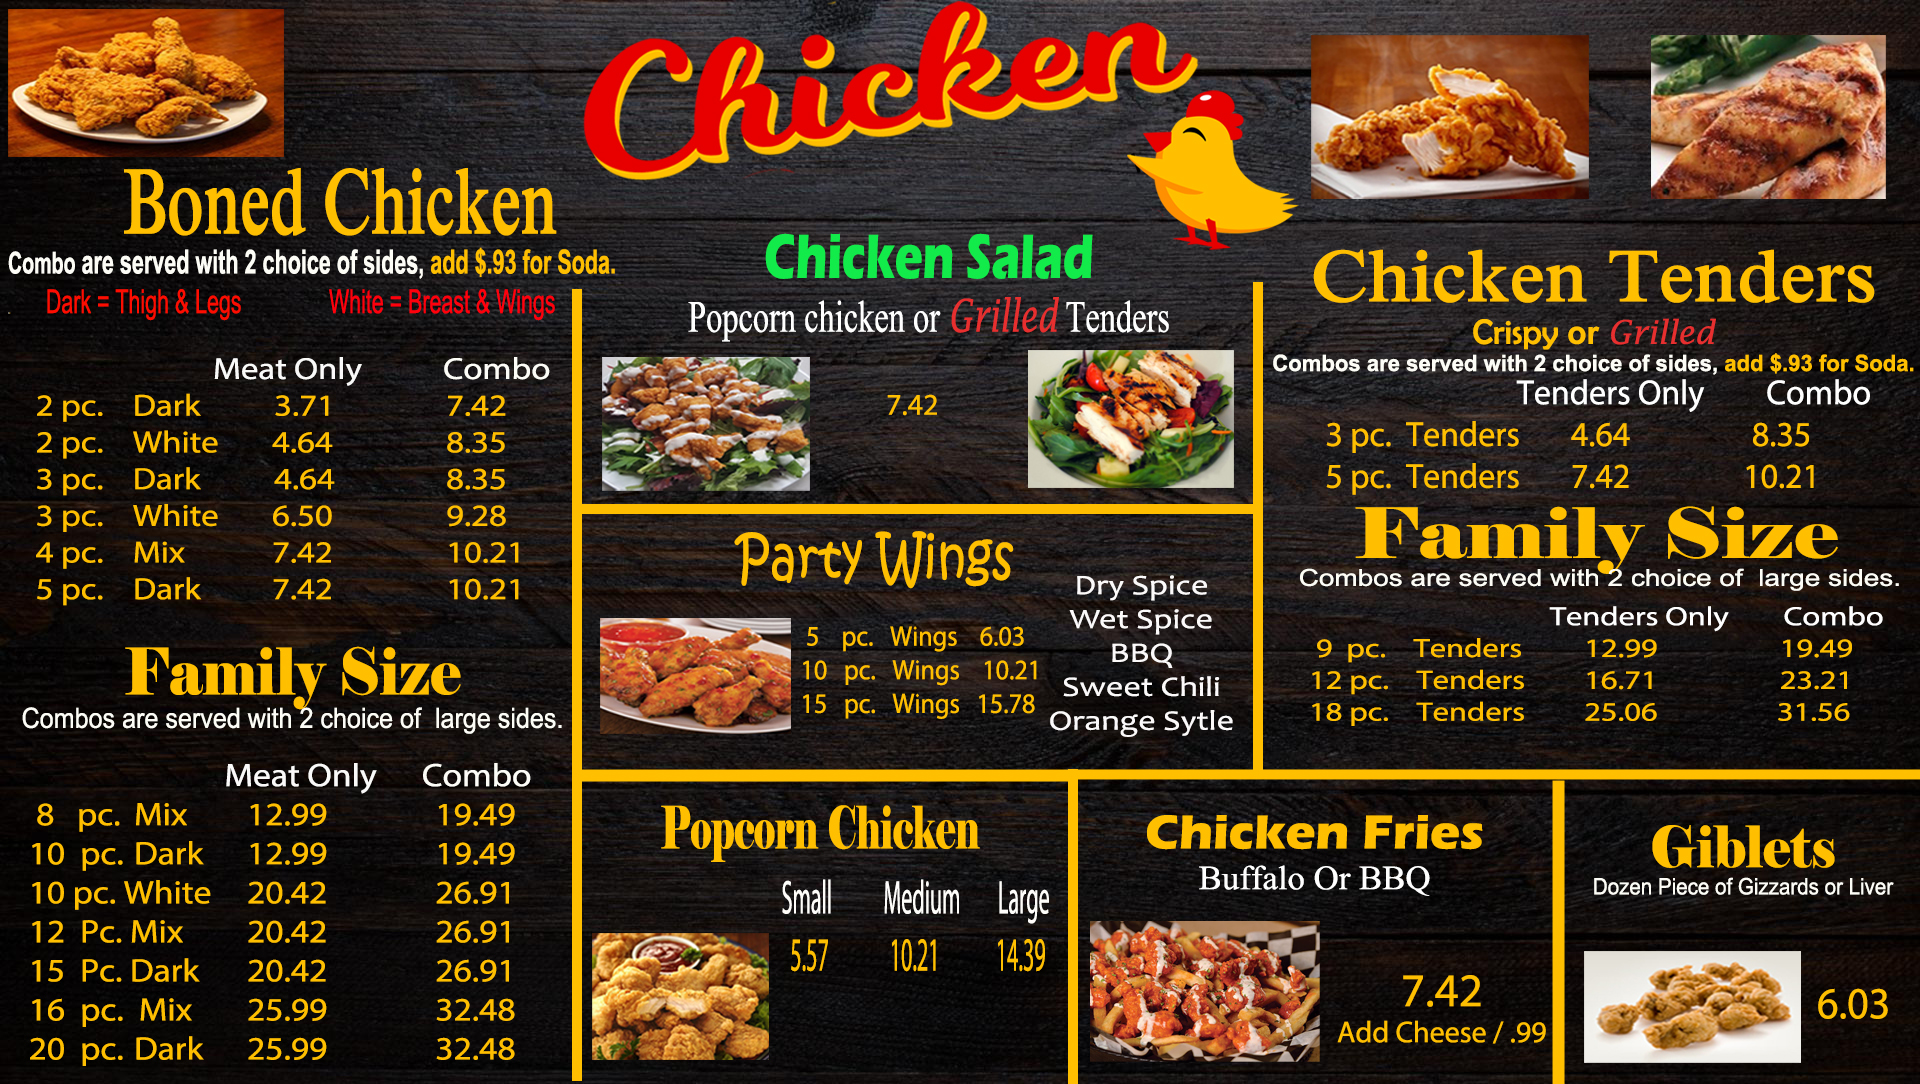 Chicken
Boned Chicken
Combo are served with 2 choice of sides, add $.93 for Soda.
Dark = Thigh & Legs White = Breast & Wings
Meat Only Combo
2 pc. Dark 3.71 7.42
2 pc. White 4.64 8.35
3 pc. Dark 4.64 8.35
3 pc. White 6.50 9.28
4 pc. Mix 7.42 10.21
5 pc. Dark 7.42 10.21
Family Size
Combos are served with 2 choice of large sides.
Meat Only Combo
8 pc. Mix 12.99 19.49
10 pc. Dark 12.99 19.49
10 pc. White 20.42 26.91
12 Pc. Mix 20.42 26.91
15 Pc. Dark 20.42 26.91
16 pc. Mix 25.99 32.48
20 pc. Dark 25.99 32.48
Chicken Salad
Popcorn chicken or Grilled Tenders
7.42
Party Wings
5 pc. Wings 6.03
10 pc. Wings 10.21
15 pc. Wings 15.78
Dry Spice
Wet Spice
BBQ
Sweet Chili
Orange Sytle
Chicken Tenders
Crispy or Grilled
Combos are served with 2 choice of sides, add $.93 for Soda.
Tenders Only Combo
3 pc. Tenders 4.64 8.35
5 pc. Tenders 7.42 10.21
Family Size
Combos are served with 2 choice of large sides.
Tenders Only Combo
9 pc. Tenders 12.99 19.49
12 pc. Tenders 16.71 23.21
18 pc. Tenders 25.06 31.56
Popcorn Chicken
Small Medium Large
5.57 10.21 14.39
Chicken Fries
Buffalo Or BBQ
7.42
Add Cheese / .99
Giblets
Dozen Piece of Gizzards or Liver
6.03